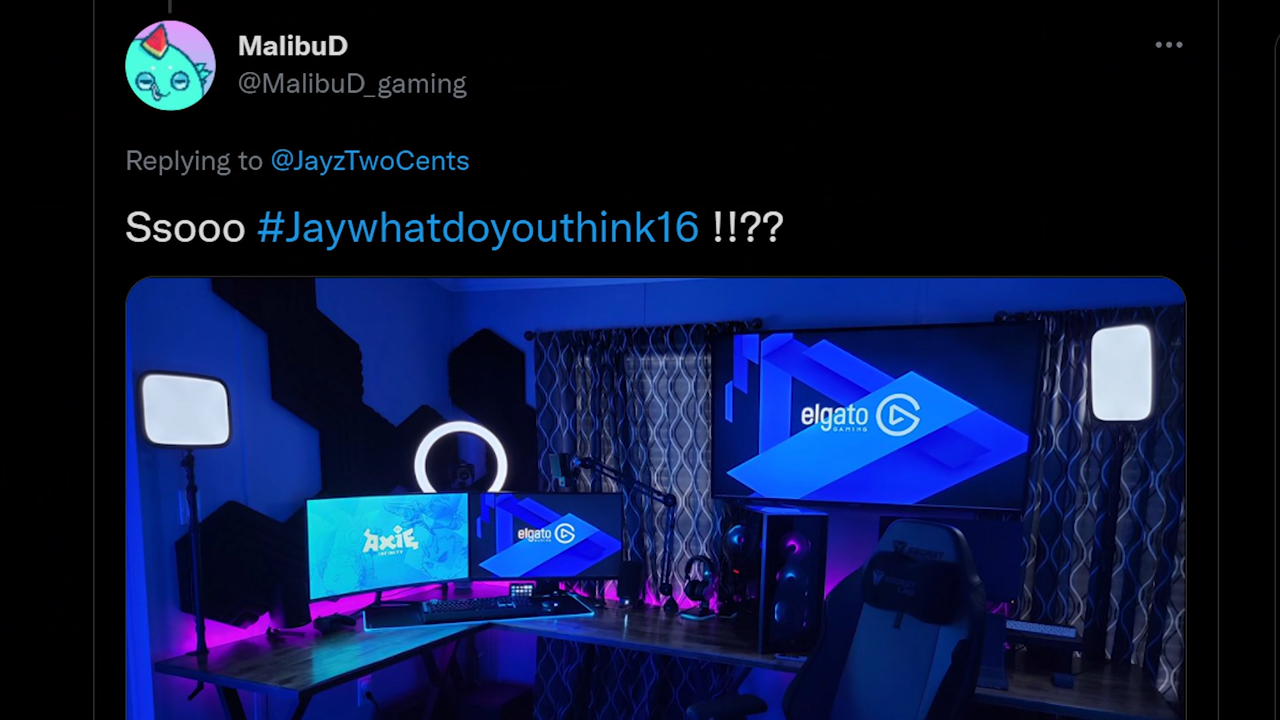 MalibuD
@MalibuD_gaming
Replying to @JayzTwoCents
Ssooo #Jaywhatdoyouthink16 !!??
elgato
GAMING
AXIE
INFINITY
elgato